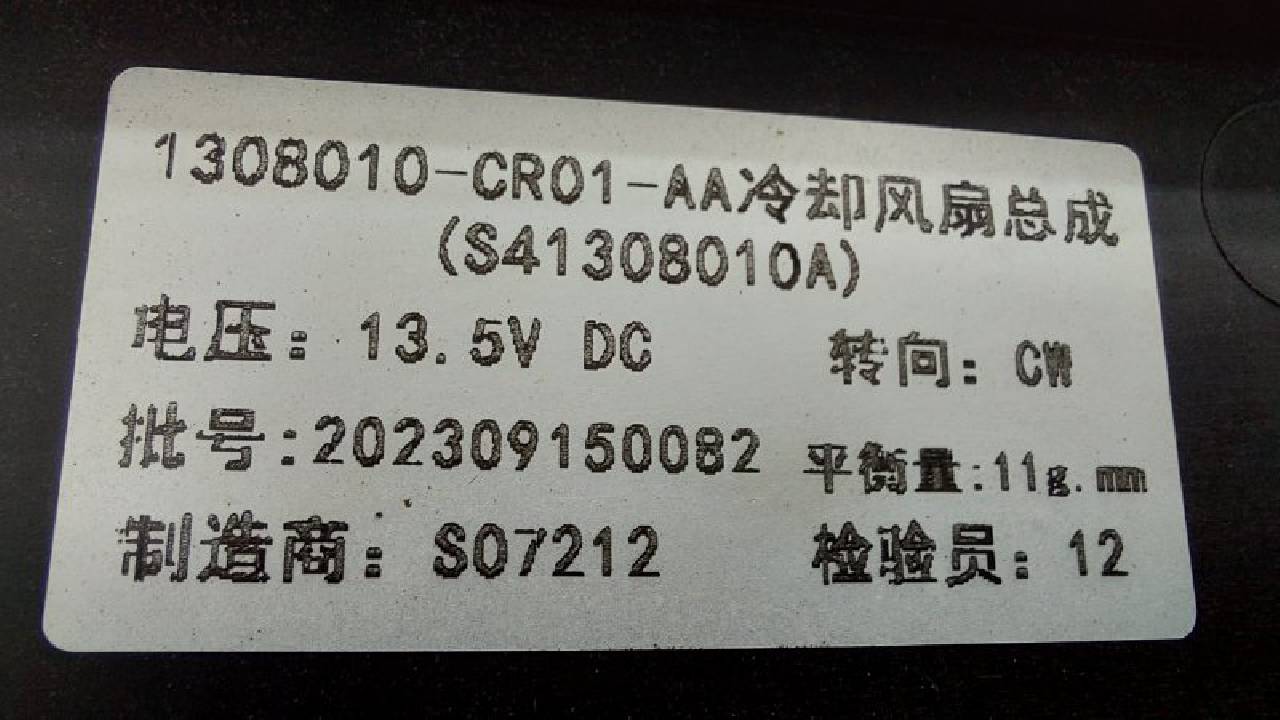 1308010-CR01-AA冷却风扇总成
(S41308010A)
电压：13.5V DC 转向：CW
批号:202309150082 平衡量:11g.mm
制造商：S07212 检验员：12